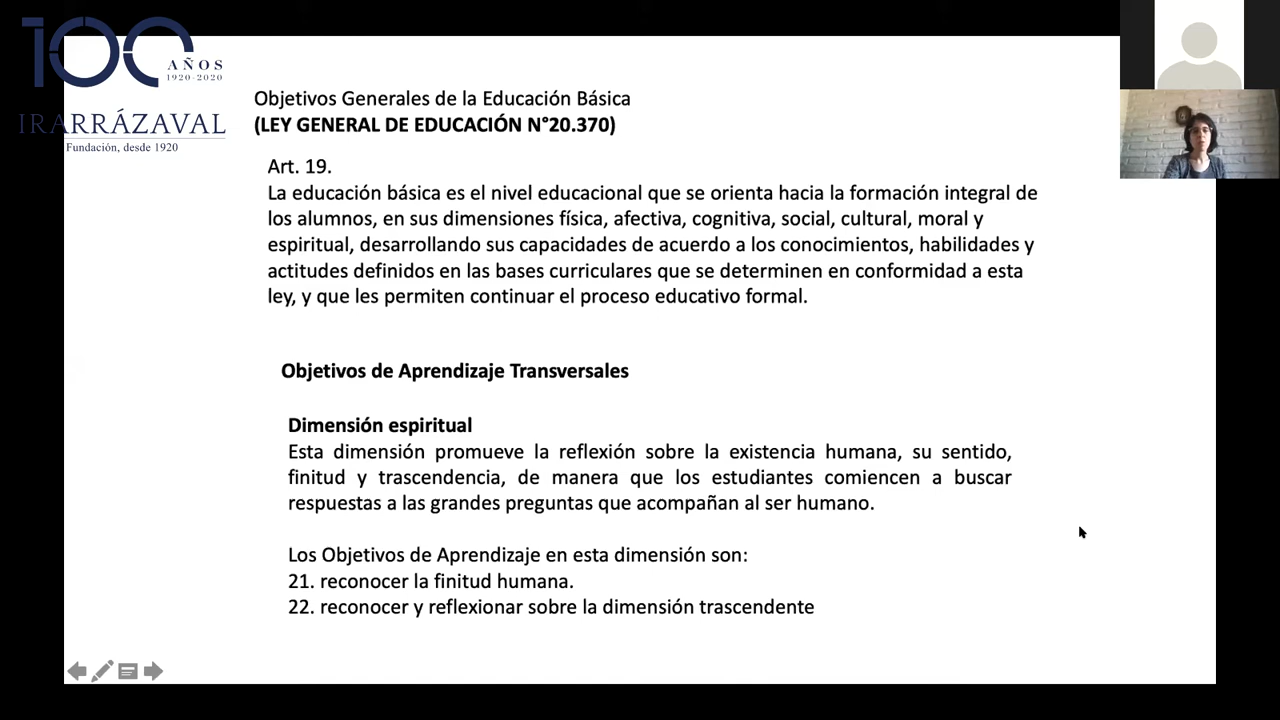 100
AÑOS
1920-2020
IRARRÁZAVAL
Fundación, desde 1920
Objetivos Generales de la Educación Básica
(LEY GENERAL DE EDUCACIÓN N°20.370)
Art. 19.
La educación básica es el nivel educacional que se orienta hacia la formación integral de
los alumnos, en sus dimensiones física, afectiva, cognitiva, social, cultural, moral y
espiritual, desarrollando sus capacidades de acuerdo a los conocimientos, habilidades y
actitudes definidos en las bases curriculares que se determinen en conformidad a esta
ley, y que les permiten continuar el proceso educativo formal.
Objetivos de Aprendizaje Transversales
Dimensión espiritual
Esta dimensión promueve la reflexión sobre la existencia humana, su sentido,
finitud y trascendencia, de manera que los estudiantes comiencen a buscar
respuestas a las grandes preguntas que acompañan al ser humano.
Los Objetivos de Aprendizaje en esta dimensión son:
21. reconocer la finitud humana.
22. reconocer y reflexionar sobre la dimensión trascendente